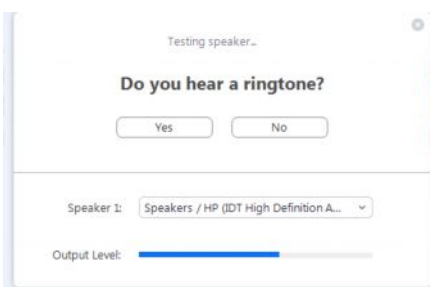 Testing speaker...
Do you hear a ringtone?
Yes No
Speaker 1: Speakers / HP (IDT High Definition A...
Output Level: